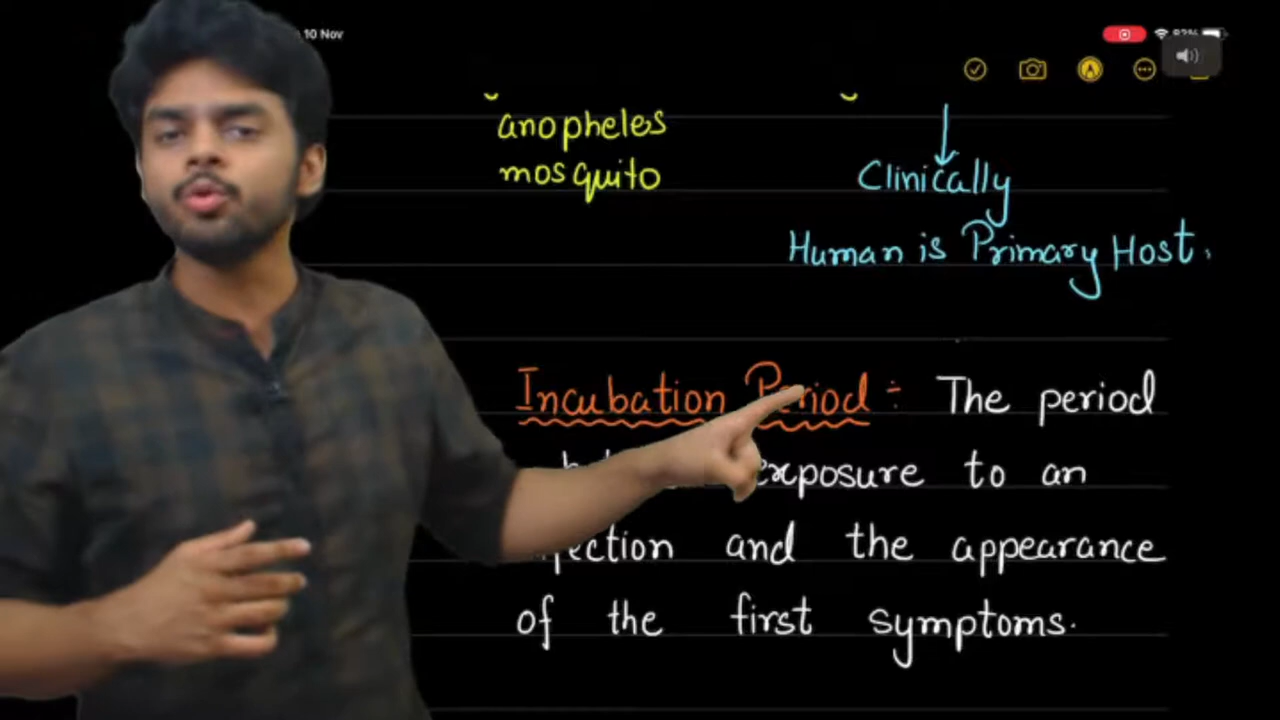 10 Nov
anopheles
mosquito
Clinically
Human is Primary Host.
Incubation Period ÷ The period
exposure to an
and the appearance
of the first symptoms.